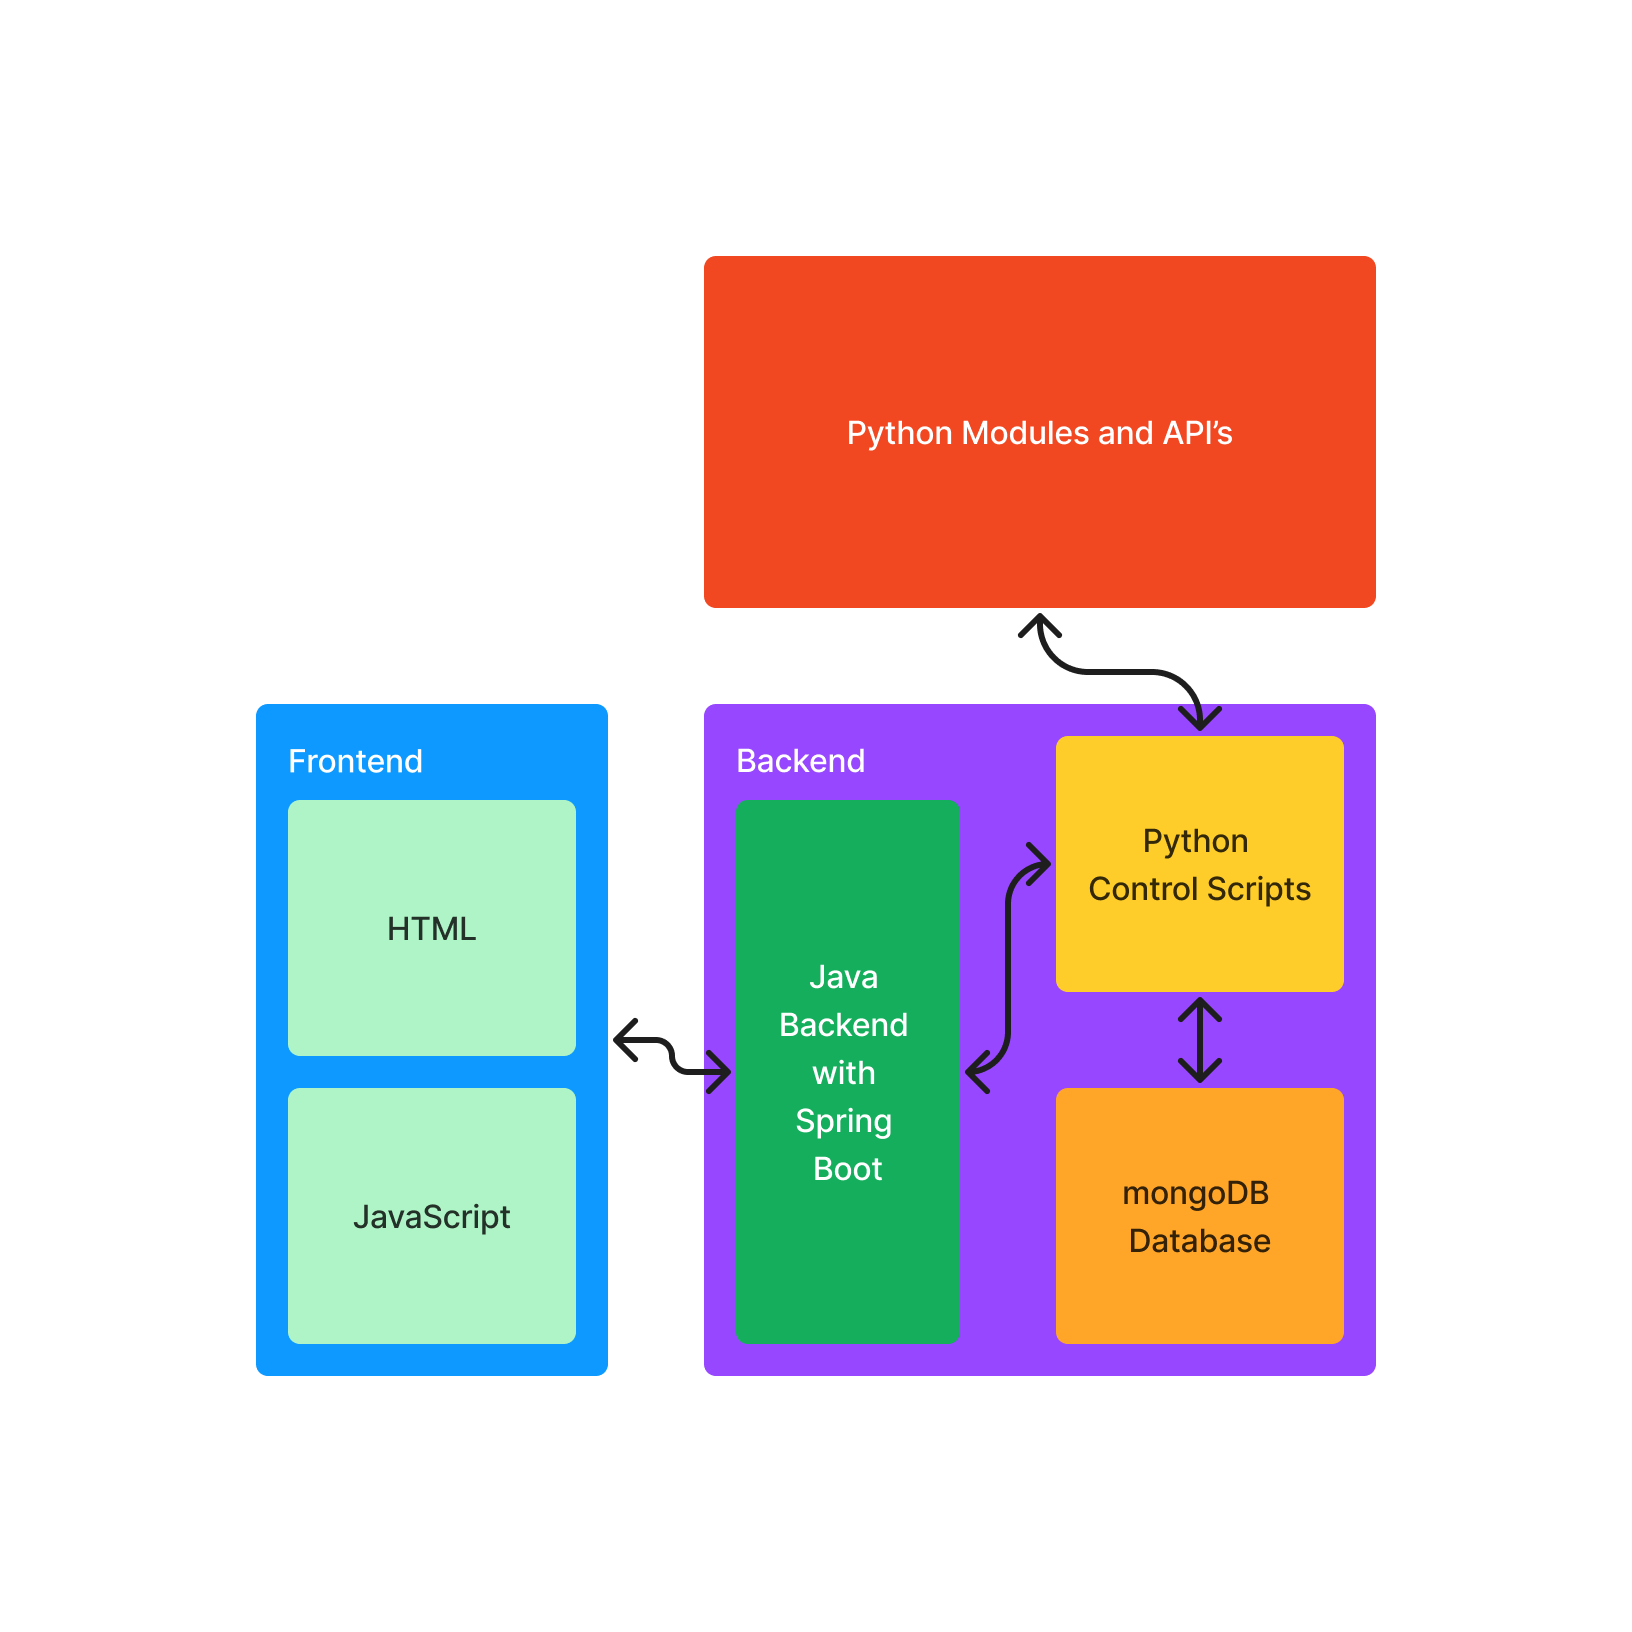 Python Modules and API’s
Frontend
HTML
JavaScript
Backend
Java
Backend
with
Spring
Boot
Python
Control Scripts
mongoDB
Database